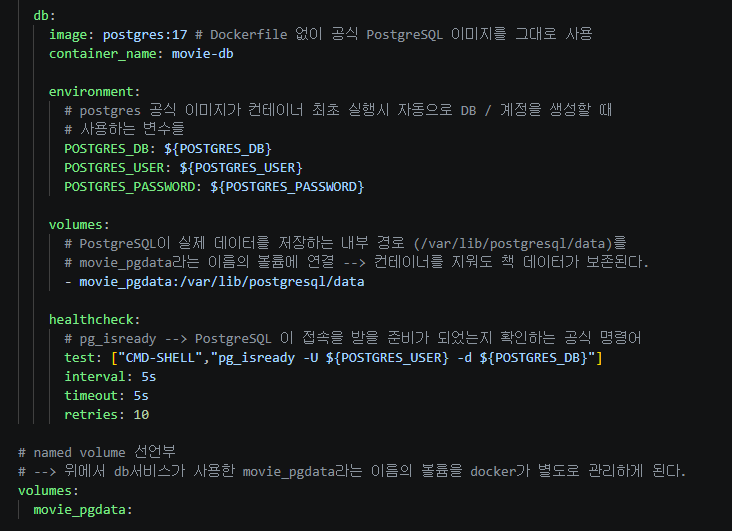 db:
image: postgres:17 # Dockerfile 없이 공식 PostgreSQL 이미지를 그대로 사용
container_name: movie-db
environment:
# postgres 공식 이미지가 컨테이너 최초 실행시 자동으로 DB / 계정을 생성할 때
# 사용하는 변수들
POSTGRES_DB: ${POSTGRES_DB}
POSTGRES_USER: ${POSTGRES_USER}
POSTGRES_PASSWORD: ${POSTGRES_PASSWORD}
volumes:
# PostgreSQL이 실제 데이터를 저장하는 내부 경로 (/var/lib/postgresql/data)를
# movie_pgdata라는 이름의 볼륨에 연결 --> 컨테이너를 지워도 책 데이터가 보존된다.
- movie_pgdata:/var/lib/postgresql/data
healthcheck:
# pg_isready --> PostgreSQL 이 접속을 받을 준비가 되었는지 확인하는 공식 명령어
test: ["CMD-SHELL","pg_isready -U ${POSTGRES_USER} -d ${POSTGRES_DB}"]
interval: 5s
timeout: 5s
retries: 10
# named volume 선언부
# --> 위에서 db서비스가 사용한 movie_pgdata라는 이름의 볼륨을 docker가 별도로 관리하게 된다.
volumes:
movie_pgdata: